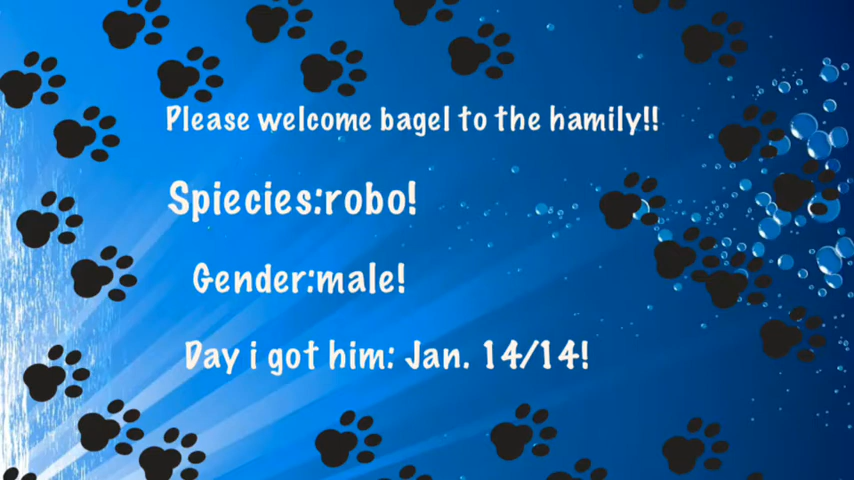 Please welcome bagel to the hamily!!
Spiecies:robo!
Gender:male!
Day i got him: Jan. 14/14!